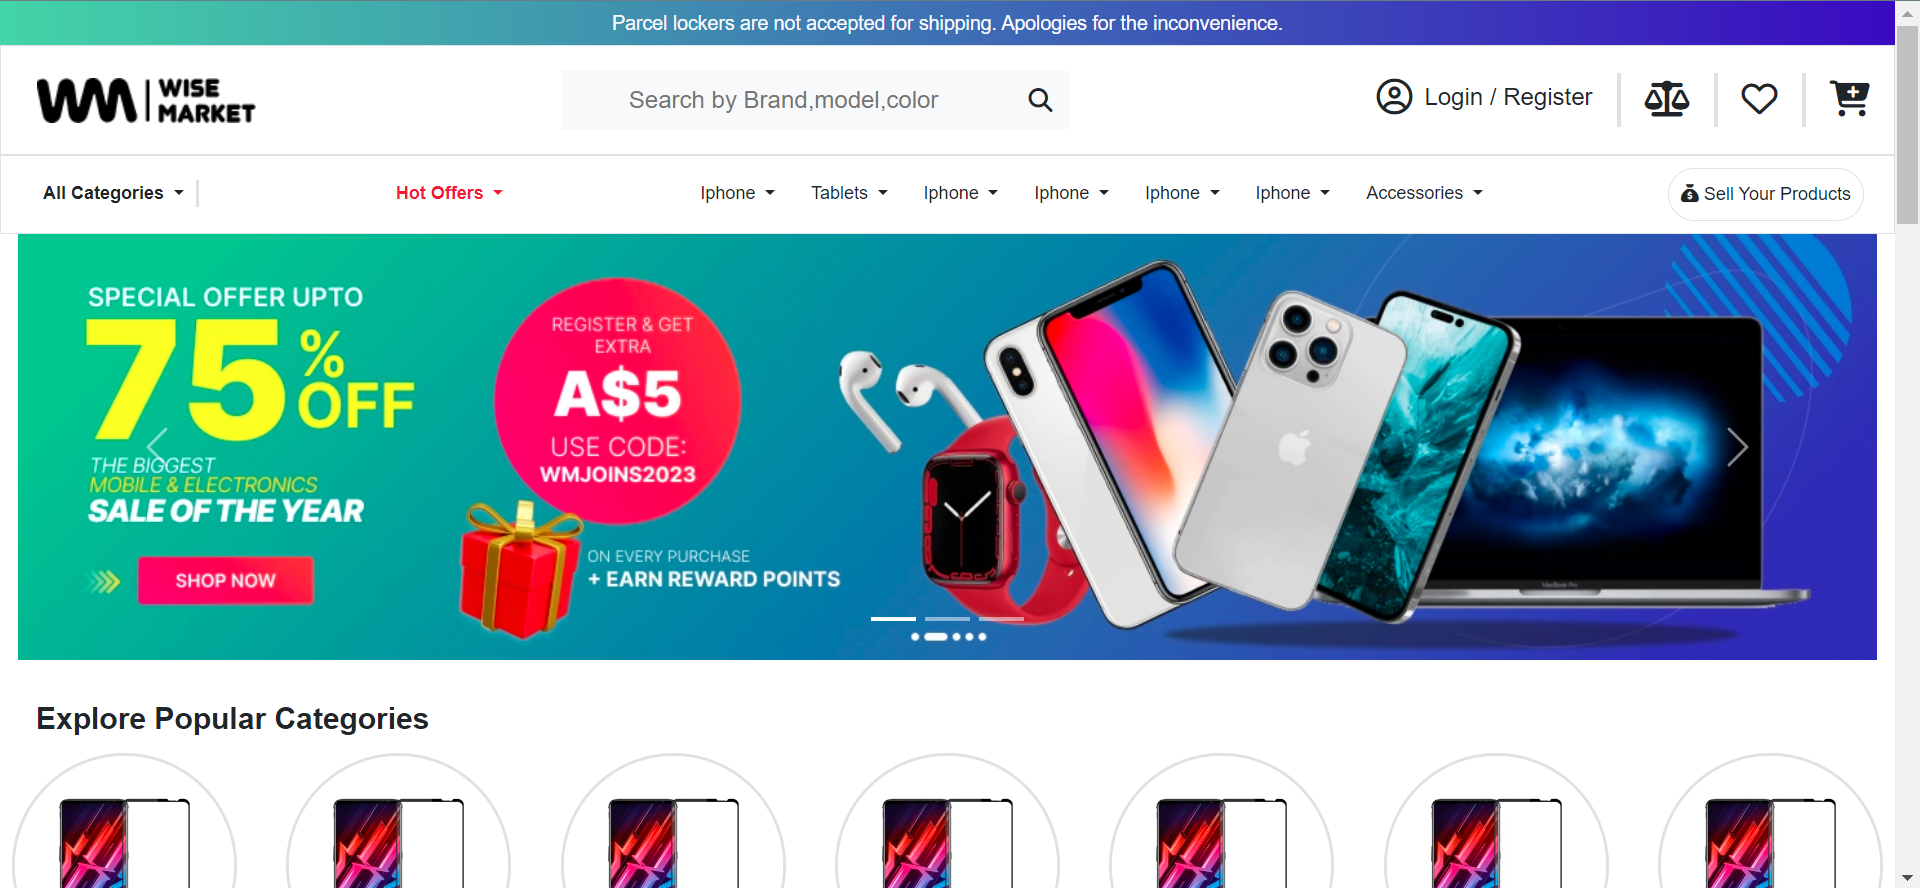 Parcel lockers are not accepted for shipping. Apologies for the inconvenience.
WM | WISE
MARKET
Search by Brand,model,color
Login / Register
All Categories
Hot Offers
Iphone
Tablets
Iphone
Iphone
Iphone
Iphone
Accessories
Sell Your Products
SPECIAL OFFER UPTO
75%
OFF
THE BIGGEST
MOBILE & ELECTRONICS
SALE OF THE YEAR
SHOP NOW
REGISTER & GET
EXTRA
A$5
USE CODE:
WMJOINS2023
ON EVERY PURCHASE
+ EARN REWARD POINTS
MacBook Pro
Explore Popular Categories